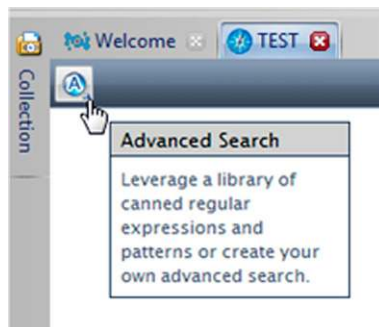 Welcome TEST
Collection
A
Advanced Search
Leverage a library of
canned regular
expressions and
patterns or create your
own advanced search.